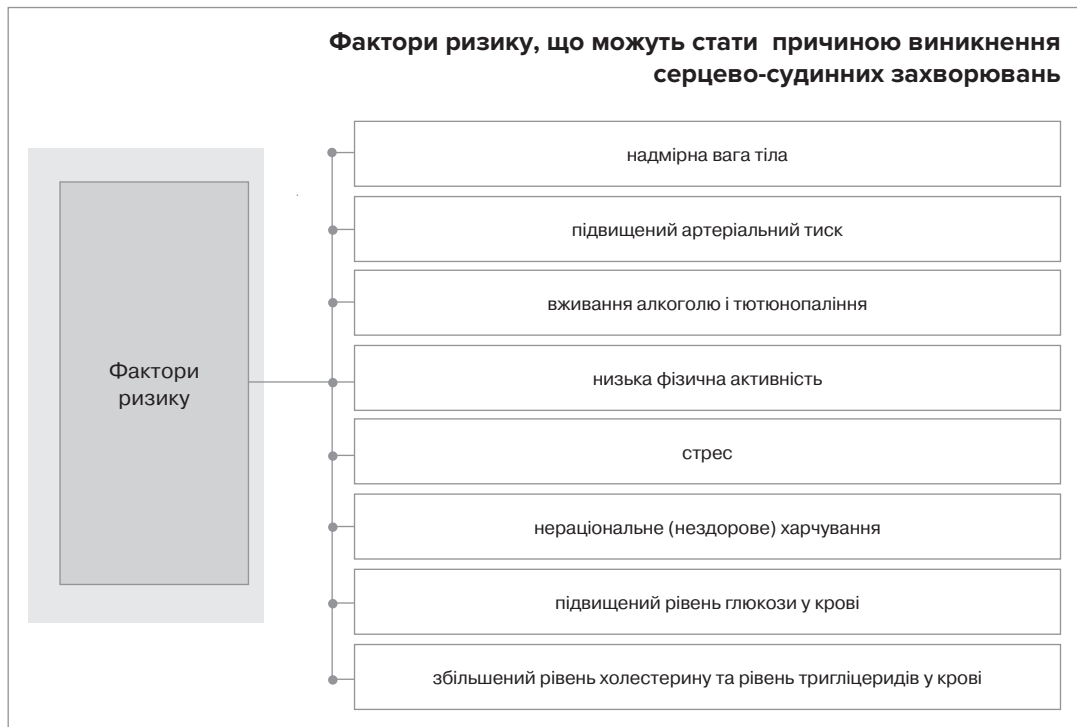 Фактори ризику, що можуть стати причиною виникнення
серцево-судинних захворювань
Фактори
ризику
надмірна вага тіла
підвищений артеріальний тиск
вживання алкоголю і тютюнопаління
низька фізична активність
стрес
нераціональне (нездорове) харчування
підвищений рівень глюкози у крові
збільшений рівень холестерину та рівень тригліцеридів у крові